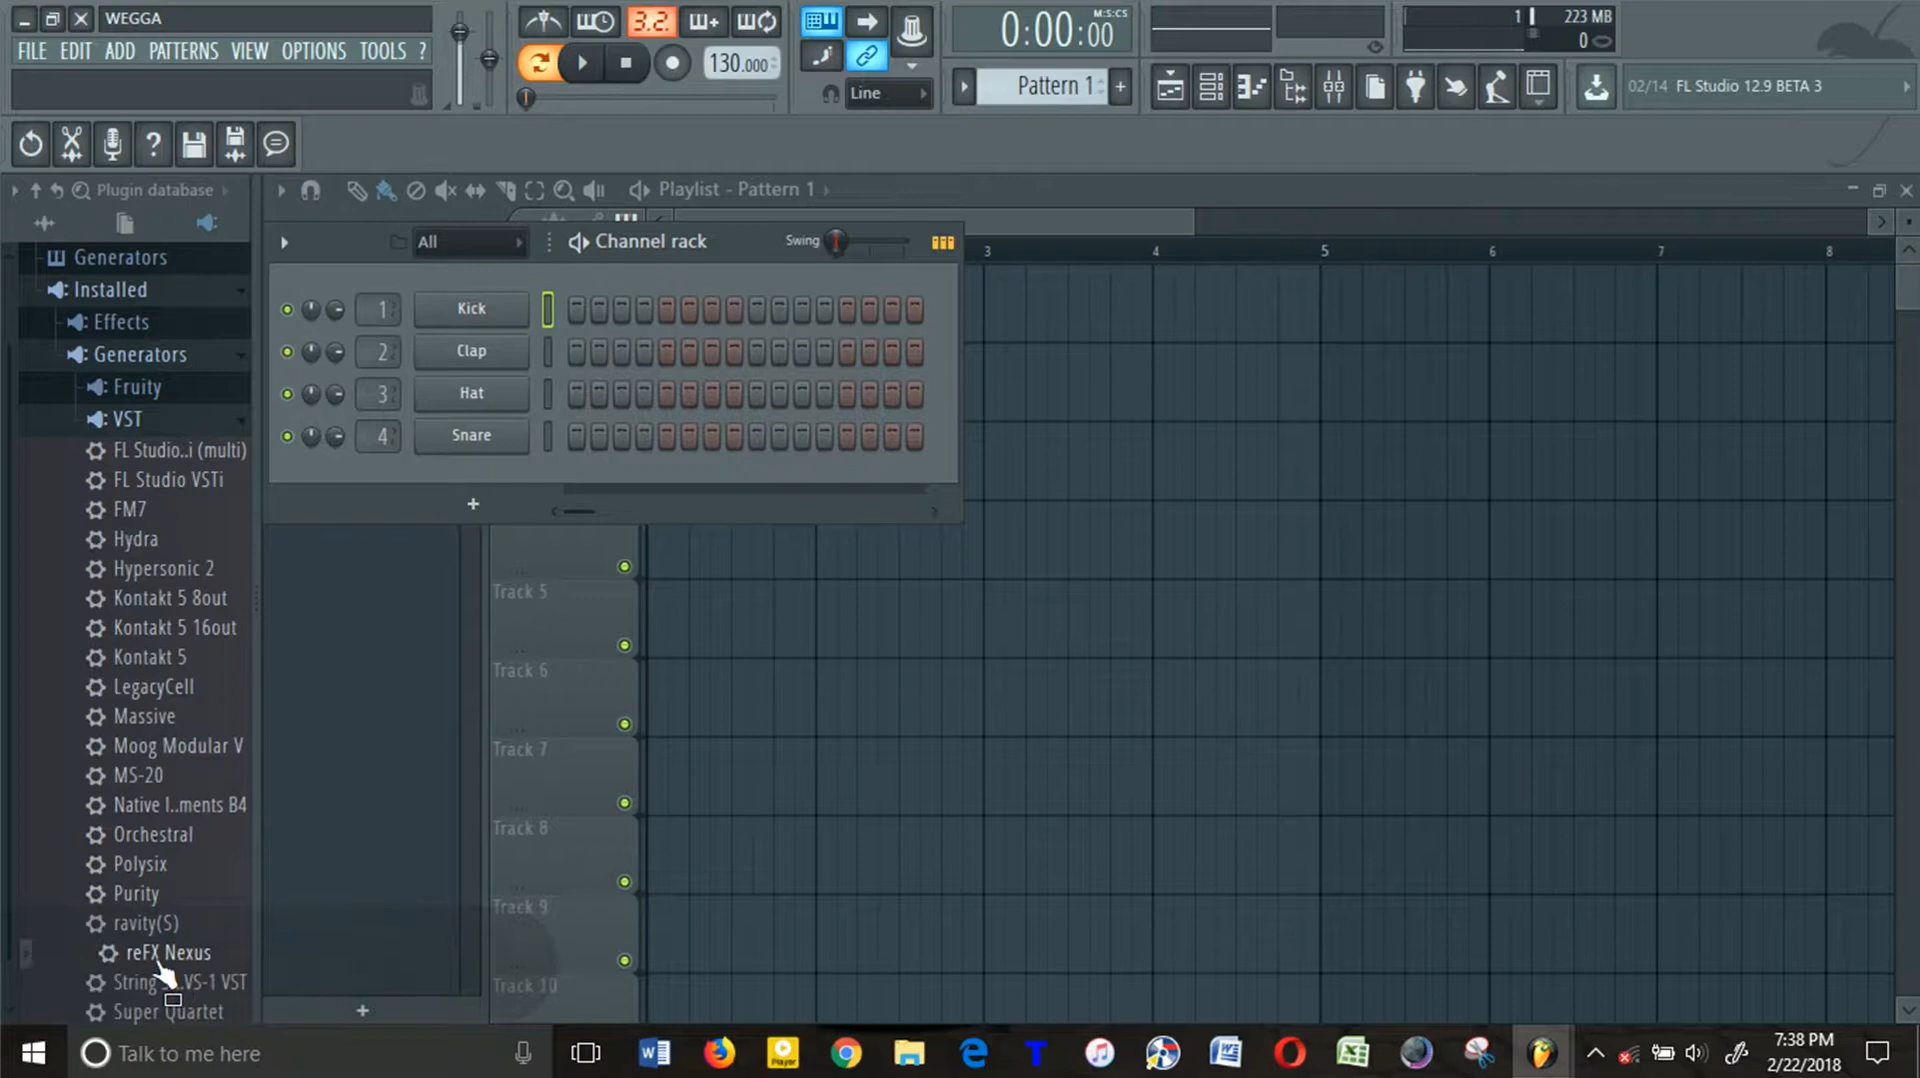 WEGGA
FILE EDIT ADD PATTERNS VIEW OPTIONS TOOLS ?
3.2.
130.000
Line
0:00:00
M:S:CS
Pattern 1
1 223 MB
0
02/14 FL Studio 12.9 BETA 3
Plugin database
Playlist - Pattern 1
All
Channel rack
Swing
3 4 5 6 7 8
Generators
Installed
Effects
Generators
Fruity
VST
FL Studio..i (multi)
FL Studio VSTi
FM7
Hydra
Hypersonic 2
Kontakt 5 8out
Kontakt 5 16out
Kontakt 5
LegacyCell
Massive
Moog Modular V
MS-20
Native I..ments B4
Orchestral
Polysix
Purity
ravity(S)
reFX Nexus
String ..VS-1 VST
Super Quartet
1 Kick
2 Clap
3 Hat
4 Snare
Track 5
Track 6
Track 7
Track 8
Track 9
Track 10
Talk to me here
Player
7:38 PM
2/22/2018